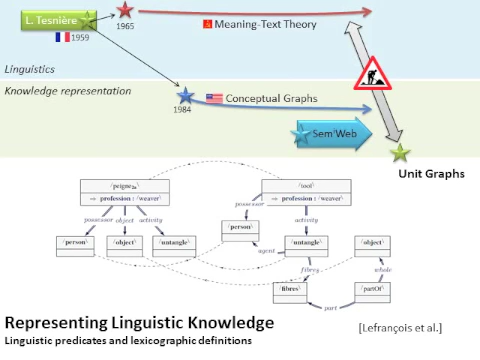 L. Tesnière
1965
Meaning-Text Theory
1959
Linguistics
Knowledge representation
1984
Conceptual Graphs
Sem°Web
Unit Graphs
/peigne2a\
⇒ profession : /weaver\
/tool\
⇒ profession : /weaver\
possessor object activity
possessor activity
/person\
/person\ /object\ /untangle\
/untangle\ /object\
agent
fibres whole
/fibres\ /partOf\
part
Representing Linguistic Knowledge
Linguistic predicates and lexicographic definitions
[Lefrançois et al.]